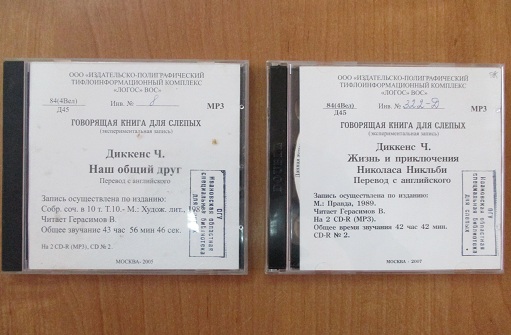 ООО «ИЗДАТЕЛЬСКО-ПОЛИГРАФИЧЕСКИЙ
ТИФЛОИНФОРМАЦИОННЫЙ КОМПЛЕКС
«ЛОГОС» ВОС»
84(4Вел)
Д45
Инв. № 8
MP3
ГОВОРЯЩАЯ КНИГА ДЛЯ СЛЕПЫХ
(экспериментальная запись)
Диккенс Ч.
Наш общий друг
Перевод с английского
Запись осуществлена по изданию:
Собр. соч. в 10 т. Т.10 - М.: Худож. лит.,
Читает Герасимов В.
Общее звучание 43 час 56 мин 46 сек.
На 2 CD-R (MP3), CD № 2.
МОСКВА- 2005
ООО «ИЗДАТЕЛЬСКО-ПОЛИГРАФИЧЕСКИЙ
ТИФЛОИНФОРМАЦИОННЫЙ КОМПЛЕКС
«ЛОГОС» ВОС»
84(4Вел)
Д45
Инв. № 222-Д
MP3
ГОВОРЯЩАЯ КНИГА ДЛЯ СЛЕПЫХ
(экспериментальная запись)
Диккенс Ч.
Жизнь и приключения
Николаса Никльби
Перевод с английского
Запись осуществлена по изданию:
М.: Правда, 1989.
Читает Герасимов В.
На 2 CD-R (MP3).
Общее время звучания 42 час 42 мин.
CD-R № 2.
МОСКВА - 2007